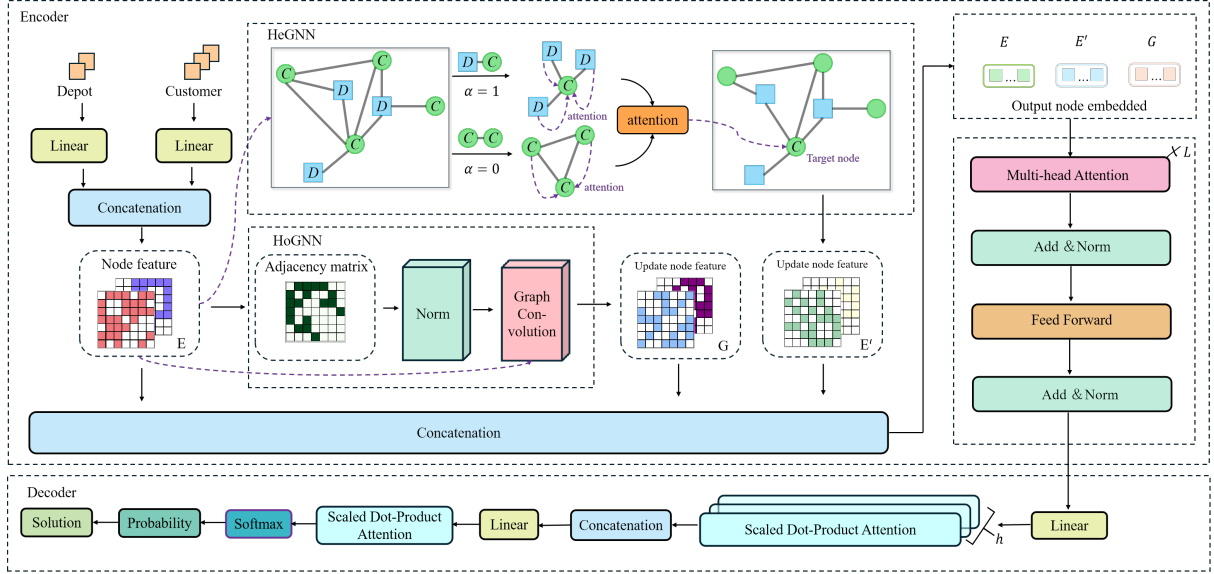 Encoder
Depot
Customer
Linear
Linear
Concatenation
Node feature
E
HeGNN
C
C
D
D
C
C
D
D C
α = 1
C C
α = 0
D
D
C
D
attention
C
C
C
attention
attention
C
Target node
HoGNN
Adjacency matrix
Norm
Graph
Con-
volution
Update node feature
G
Update node feature
E′
Concatenation
E
E′
G
...
...
...
Output node embedded
× L
Multi-head Attention
Add & Norm
Feed Forward
Add & Norm
Decoder
Solution
Probability
Softmax
Scaled Dot-Product
Attention
Linear
Concatenation
Scaled Dot-Product Attention
h
Linear